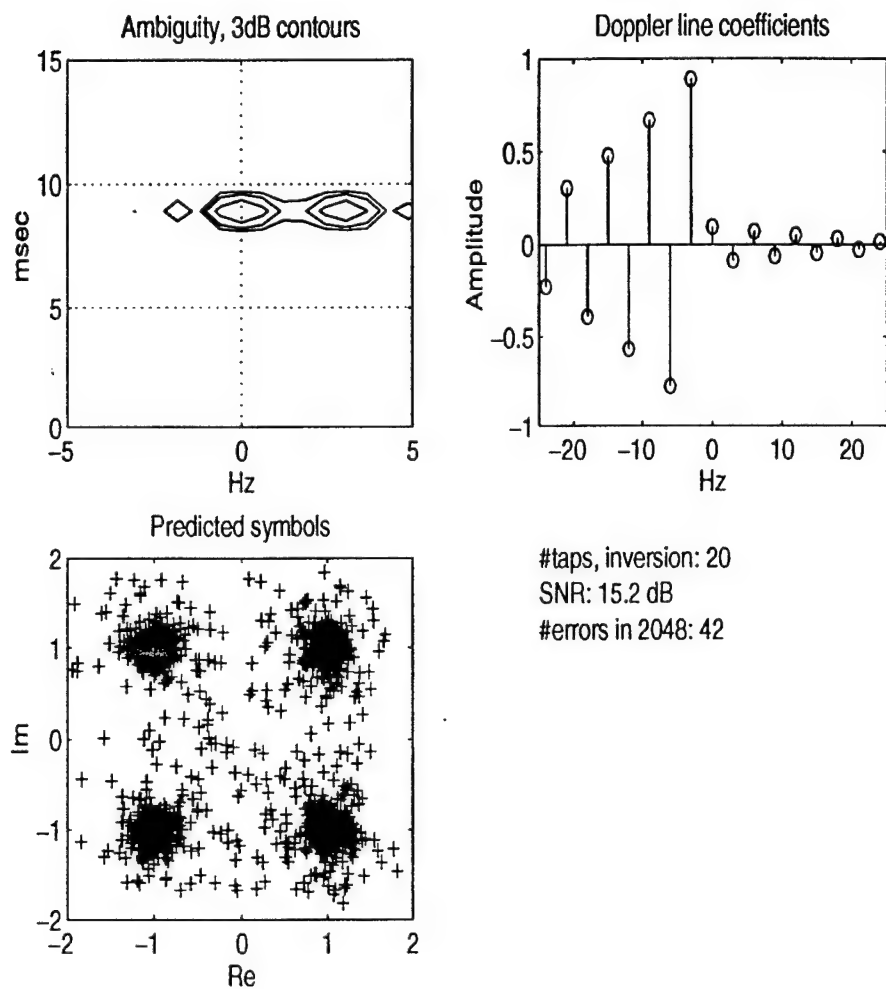 Ambiguity, 3dB contours
15
10
5
0
msec
-5
0
5
Hz
Doppler line coefficients
1
0.5
0
-0.5
-1
Amplitude
-20
-10
0
10
20
Hz
Predicted symbols
2
1
0
-1
-2
Im
-2
-1
0
1
2
Re
#taps, inversion: 20
SNR: 15.2 dB
#errors in 2048: 42